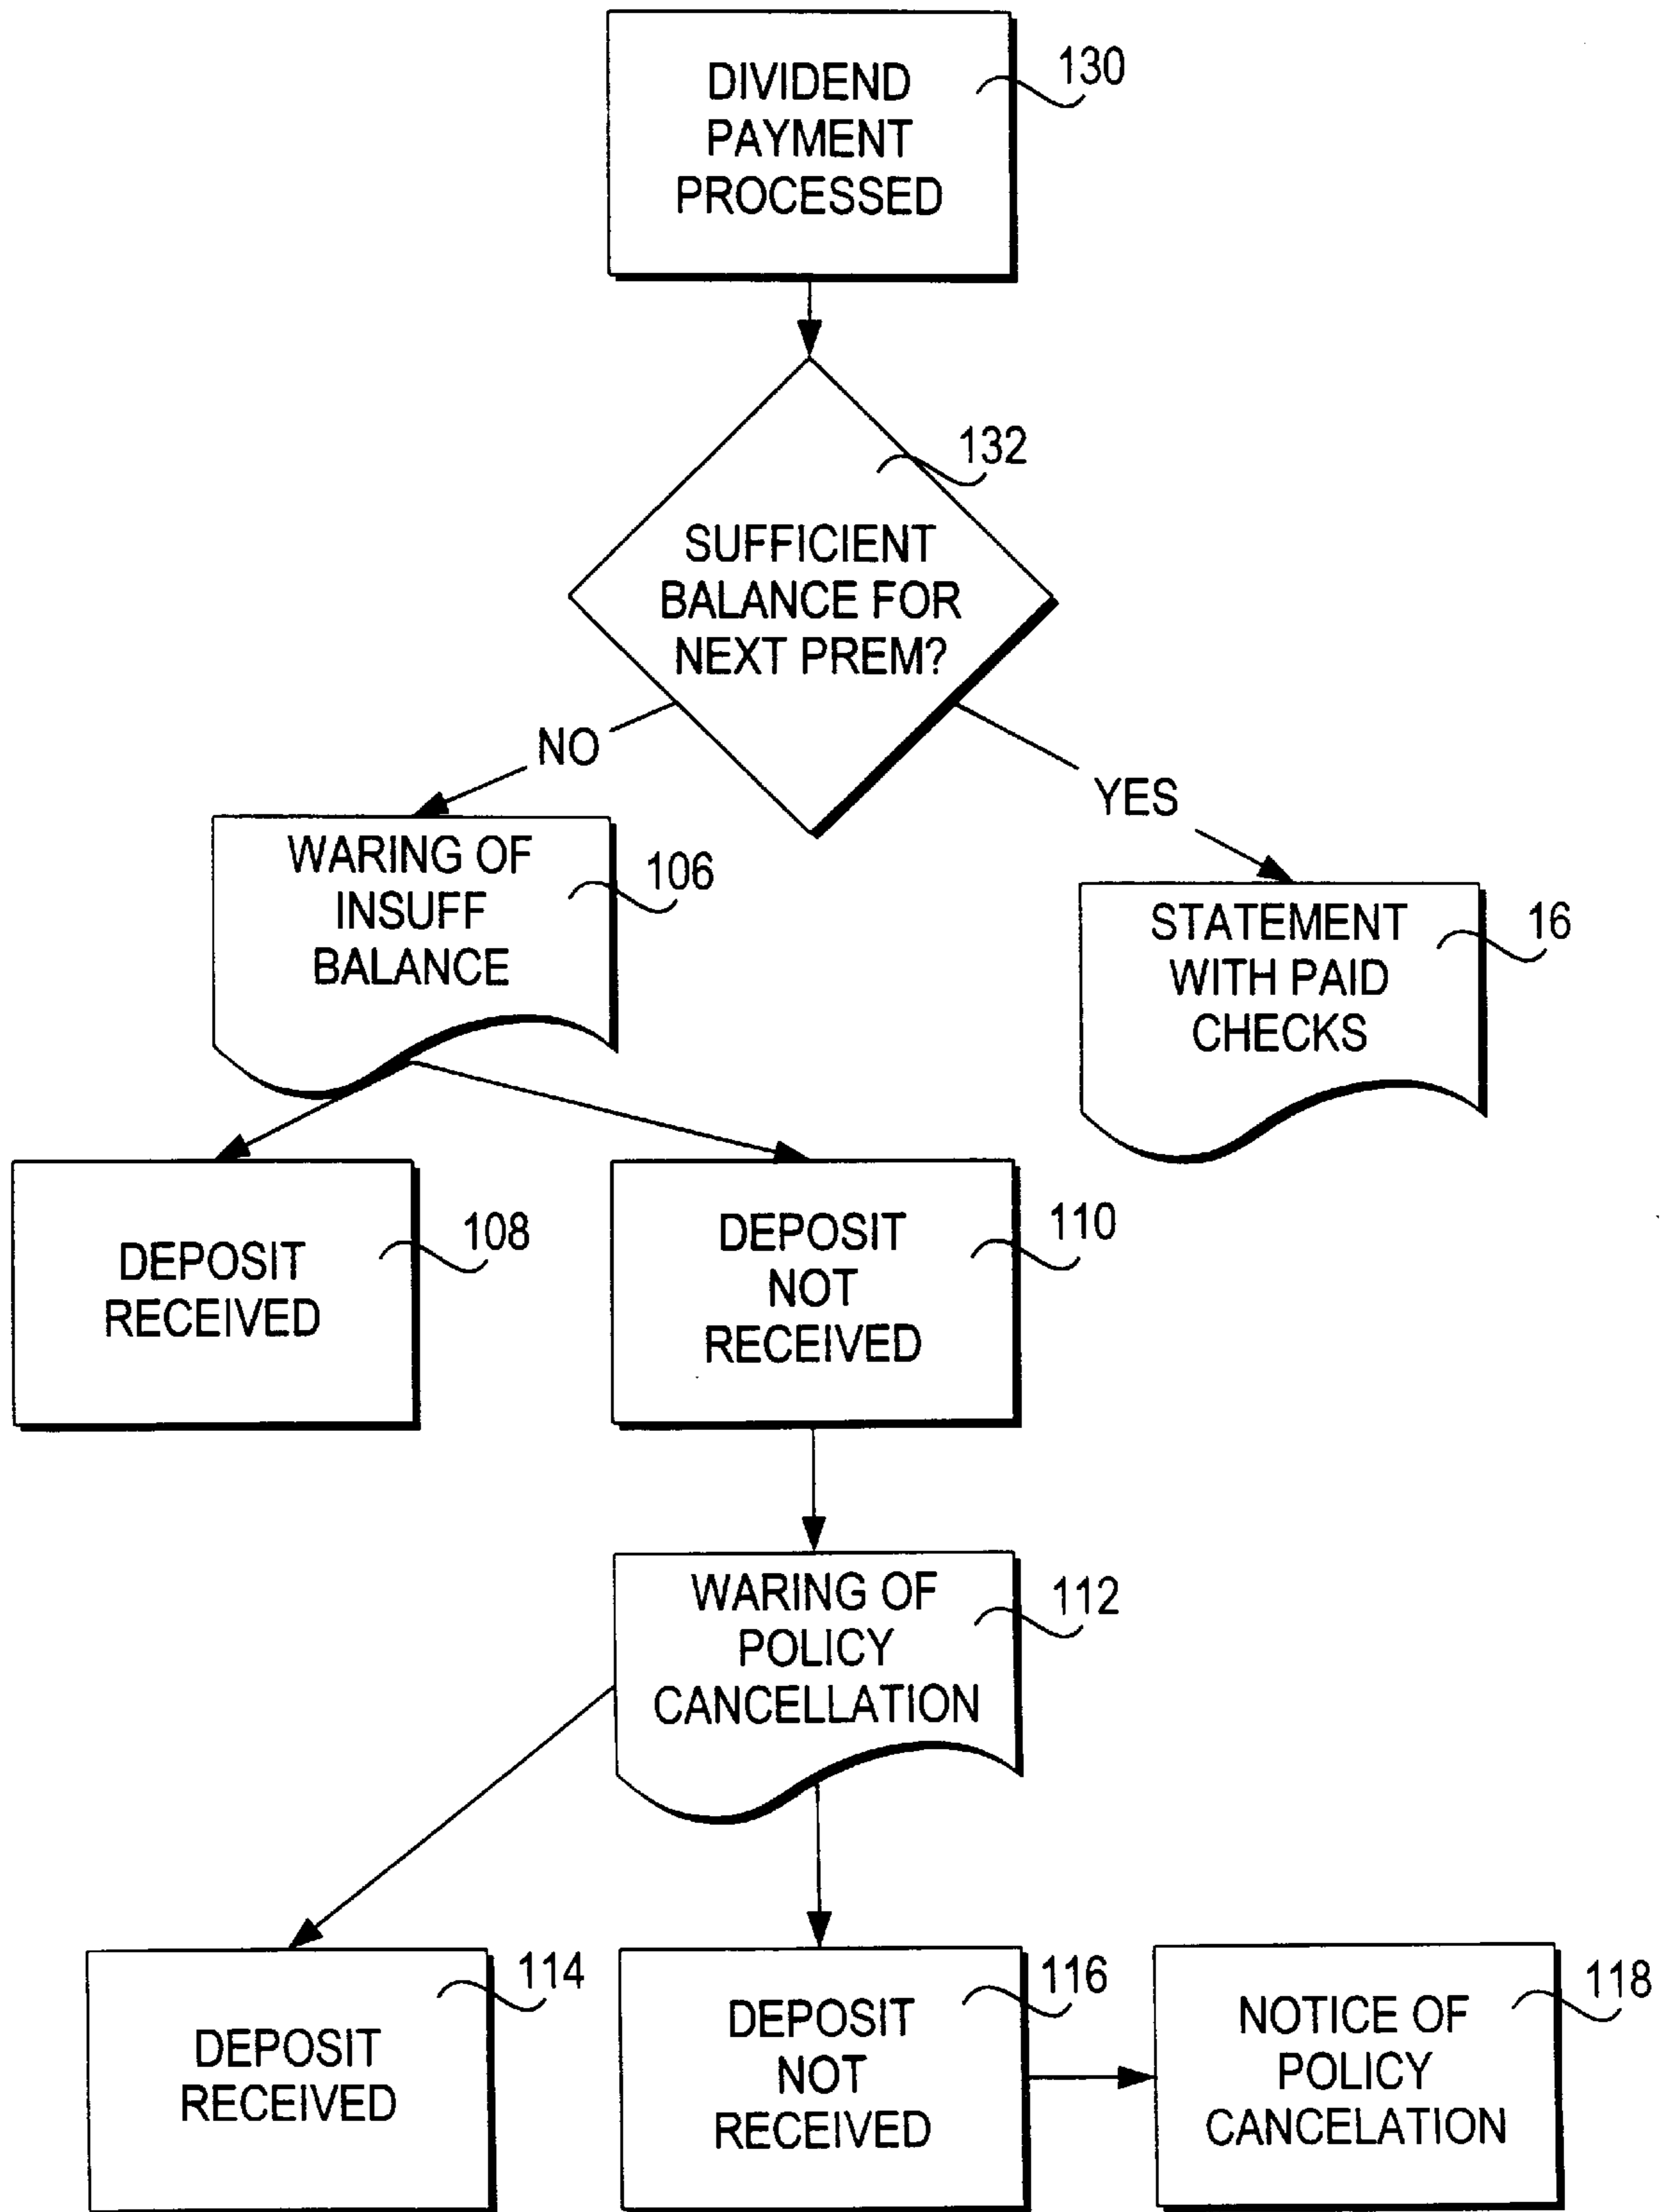 DIVIDEND
PAYMENT
PROCESSED
130
132
SUFFICIENT
BALANCE FOR
NEXT PREM?
NO
YES
WARING OF
INSUFF
BALANCE
106
STATEMENT
WITH PAID
CHECKS
16
DEPOSIT
RECEIVED
108
DEPOSIT
NOT
RECEIVED
110
WARING OF
POLICY
CANCELLATION
112
DEPOSIT
RECEIVED
114
DEPOSIT
NOT
RECEIVED
116
NOTICE OF
POLICY
CANCELATION
118